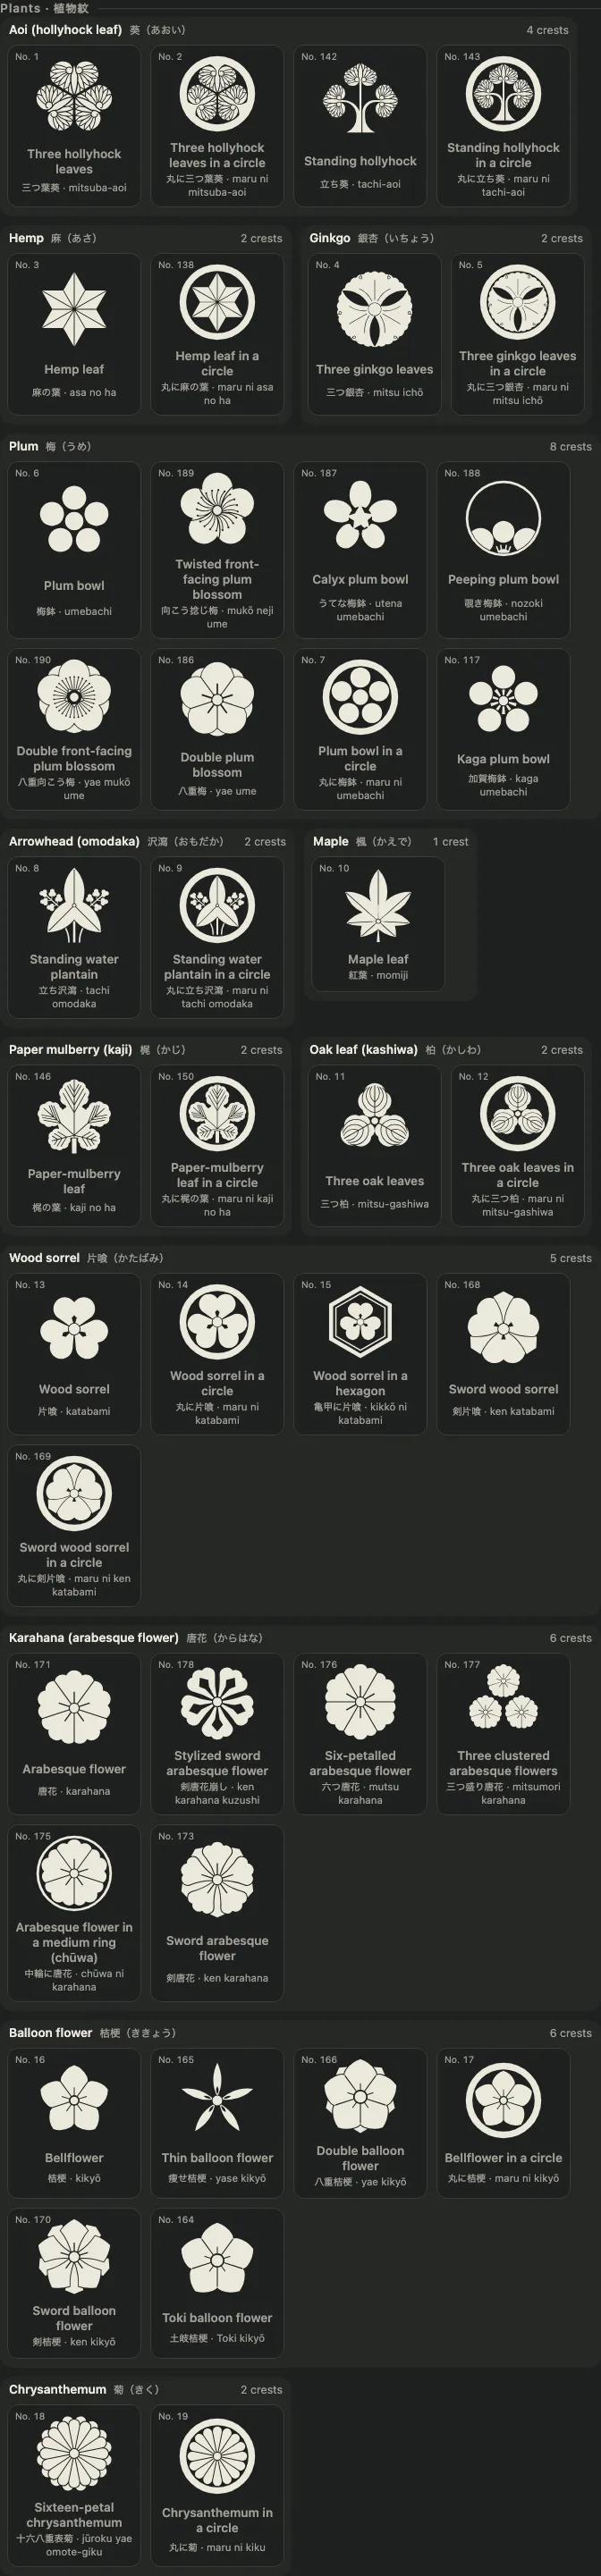 Plants · 植物紋
Aoi (hollyhock leaf) 葵（あおい） 4 crests
No. 1
Three hollyhock
leaves
三つ葉葵 · mitsuba-aoi
No. 2
Three hollyhock
leaves in a circle
丸に三つ葉葵 · maru ni
mitsuba-aoi
No. 142
Standing hollyhock
立ち葵 · tachi-aoi
No. 143
Standing hollyhock
in a circle
丸に立ち葵 · maru ni
tachi-aoi
Hemp 麻（あさ） 2 crests
No. 3
Hemp leaf
麻の葉 · asa no ha
No. 138
Hemp leaf in a
circle
丸に麻の葉 · maru ni asa
no ha
Ginkgo 銀杏（いちょう） 2 crests
No. 4
Three ginkgo leaves
三つ銀杏 · mitsu ichō
No. 5
Three ginkgo leaves
in a circle
丸に三つ銀杏 · maru ni
mitsu ichō
Plum 梅（うめ） 8 crests
No. 6
Plum bowl
梅鉢 · umebachi
No. 189
Twisted front-
facing plum
blossom
向こう捻じ梅 · mukō neji
ume
No. 187
Calyx plum bowl
うてな梅鉢 · utena
umebachi
No. 188
Peeping plum bowl
覗き梅鉢 · nozoki
umebachi
No. 190
Double front-facing
plum blossom
八重向こう梅 · yae mukō
ume
No. 186
Double plum
blossom
八重梅 · yae ume
No. 7
Plum bowl in a
circle
丸に梅鉢 · maru ni
umebachi
No. 117
Kaga plum bowl
加賀梅鉢 · kaga
umebachi
Arrowhead (omodaka) 沢瀉（おもだか） 2 crests
No. 8
Standing water
plantain
立ち沢瀉 · tachi
omodaka
No. 9
Standing water
plantain in a circle
丸に立ち沢瀉 · maru ni
tachi omodaka
Maple 楓（かえで） 1 crest
No. 10
Maple leaf
紅葉 · momiji
Paper mulberry (kaji) 梶（かじ） 2 crests
No. 146
Paper-mulberry
leaf
梶の葉 · kaji no ha
No. 150
Paper-mulberry
leaf in a circle
丸に梶の葉 · maru ni kaji
no ha
Oak leaf (kashiwa) 柏（かしわ） 2 crests
No. 11
Three oak leaves
三つ柏 · mitsu-gashiwa
No. 12
Three oak leaves in
a circle
丸に三つ柏 · maru ni
mitsu-gashiwa
Wood sorrel 片喰（かたばみ） 5 crests
No. 13
Wood sorrel
片喰 · katabami
No. 14
Wood sorrel in a
circle
丸に片喰 · maru ni
katabami
No. 15
Wood sorrel in a
hexagon
亀甲に片喰 · kikkō ni
katabami
No. 168
Sword wood sorrel
剣片喰 · ken katabami
No. 169
Sword wood sorrel
in a circle
丸に剣片喰 · maru ni ken
katabami
Karahana (arabesque flower) 唐花（からはな） 6 crests
No. 171
Arabesque flower
唐花 · karahana
No. 178
Stylized sword
arabesque flower
剣唐花崩し · ken
karahana kuzushi
No. 176
Six-petalled
arabesque flower
六つ唐花 · mutsu
karahana
No. 177
Three clustered
arabesque flowers
三つ盛り唐花 · mitsumori
karahana
No. 175
Arabesque flower in
a medium ring
(chūwa)
中輪に唐花 · chūwa ni
karahana
No. 173
Sword arabesque
flower
剣唐花 · ken karahana
Balloon flower 桔梗（ききょう） 6 crests
No. 16
Bellflower
桔梗 · kikyō
No. 165
Thin balloon flower
痩せ桔梗 · yase kikyō
No. 166
Double balloon
flower
八重桔梗 · yae kikyō
No. 17
Bellflower in a circle
丸に桔梗 · maru ni kikyō
No. 170
Sword balloon
flower
剣桔梗 · ken kikyō
No. 164
Toki balloon flower
土岐桔梗 · Toki kikyō
Chrysanthemum 菊（きく） 2 crests
No. 18
Sixteen-petal
chrysanthemum
十六八重表菊 · jūroku yae
omote-giku
No. 19
Chrysanthemum in
a circle
丸に菊 · maru ni kiku